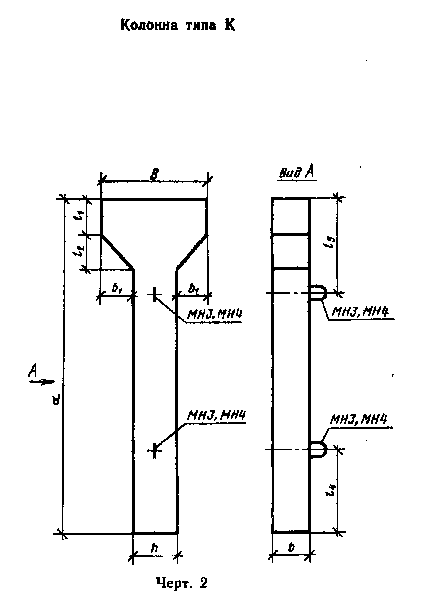 Колонна типа К
В
Вид А
l₁
l₂
l₃
b₁
b₁
МН3, МН4
МН3, МН4
А
d
МН3, МН4
МН3, МН4
l₄
h
b
Черт. 2